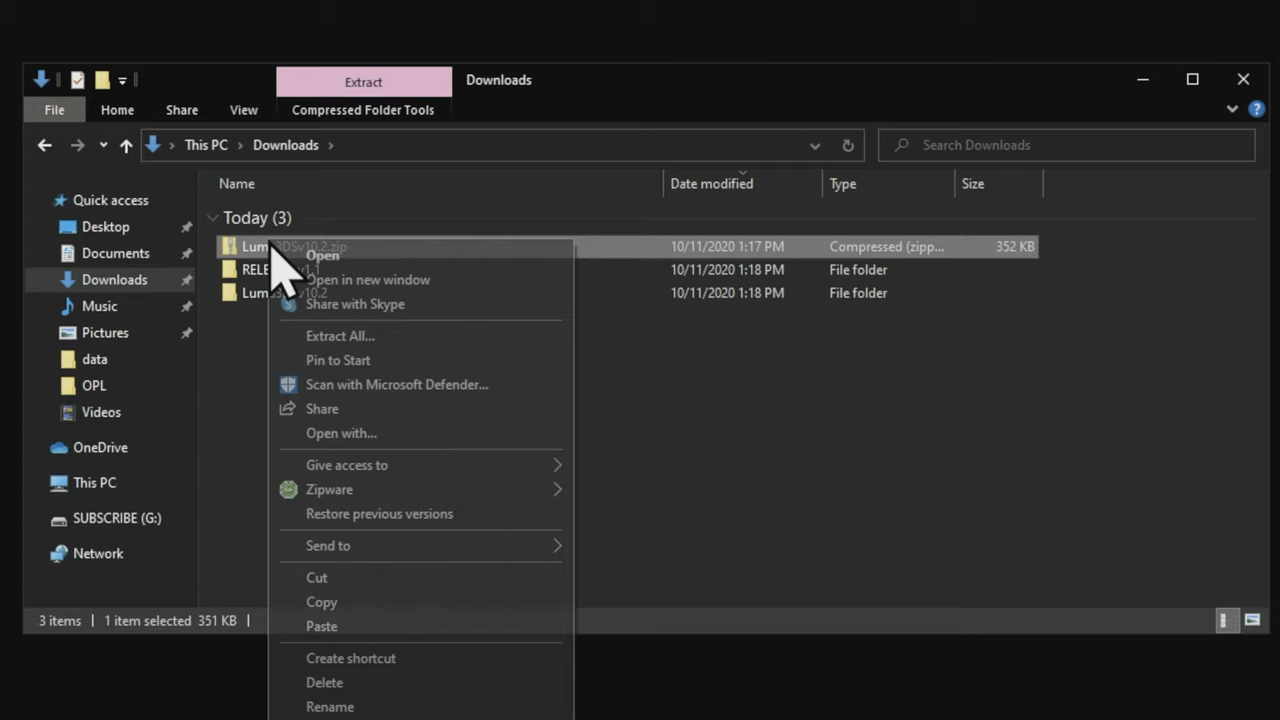 Extract
Downloads
File
Home
Share
View
Compressed Folder Tools
This PC
Downloads
Search Downloads
Name
Date modified
Type
Size
Quick access
Desktop
Documents
Downloads
Music
Pictures
data
OPL
Videos
OneDrive
This PC
SUBSCRIBE (G:)
Network
Today (3)
10/11/2020 1:17 PM
Compressed (zipp...
352 KB
10/11/2020 1:18 PM
File folder
10/11/2020 1:18 PM
File folder
Open
Open in new window
Share with Skype
Extract All...
Pin to Start
Scan with Microsoft Defender...
Share
Open with...
Give access to
Zipware
Restore previous versions
Send to
Cut
Copy
Paste
Create shortcut
Delete
Rename
3 items
1 item selected 351 KB